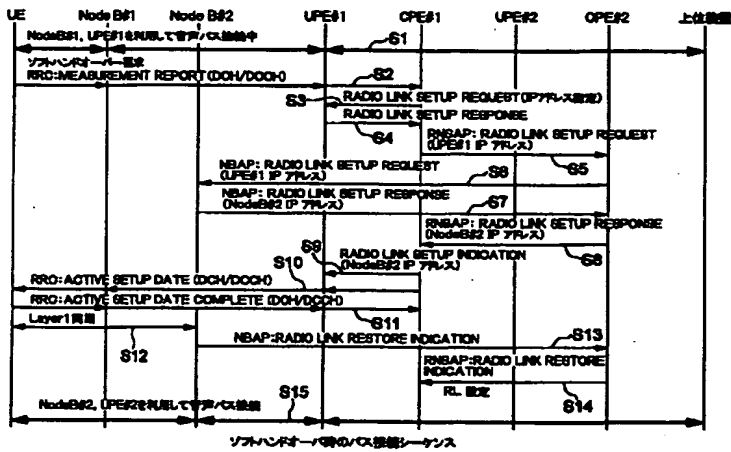 UE
Node B#1
Node B#2
UPE#1
CPE#1
UPE#2
CPE#2
上位装置
NodeB#1, UPE#1を利用して音声パス接続中
S1
ソフトハンドオーバー要求
RRC:MEASUREMENT REPORT (DCH/DCCH)
S2
S3
RADIO LINK SETUP REQUEST(IPアドレス指定)
RADIO LINK SETUP RESPONSE
S4
RNSAP: RADIO LINK SETUP REQUEST
(UPE#1 IP アドレス)
S5
NBAP: RADIO LINK SETUP REQUEST
(UPE#1 IP アドレス)
S6
NBAP: RADIO LINK SETUP RESPONSE
(NodeB#2 IP アドレス)
S7
RNSAP: RADIO LINK SETUP RESPONSE
(NodeB#2 IP アドレス)
S8
S9
RADIO LINK SETUP INDICATION
(NodeB#2 IP アドレス)
S10
RRC:ACTIVE SETUP DATE (DCH/DCCH)
RRC:ACTIVE SETUP DATE COMPLETE (DCH/DCCH)
S11
Layer1同期
S12
NBAP:RADIO LINK RESTORE INDICATION
S13
RNSAP:RADIO LINK RESTORE
INDICATION
S14
RL 設定
NodeB#2, UPE#2を利用して音声パス接続
S15
ソフトハンドオーバ時のパス接続シーケンス